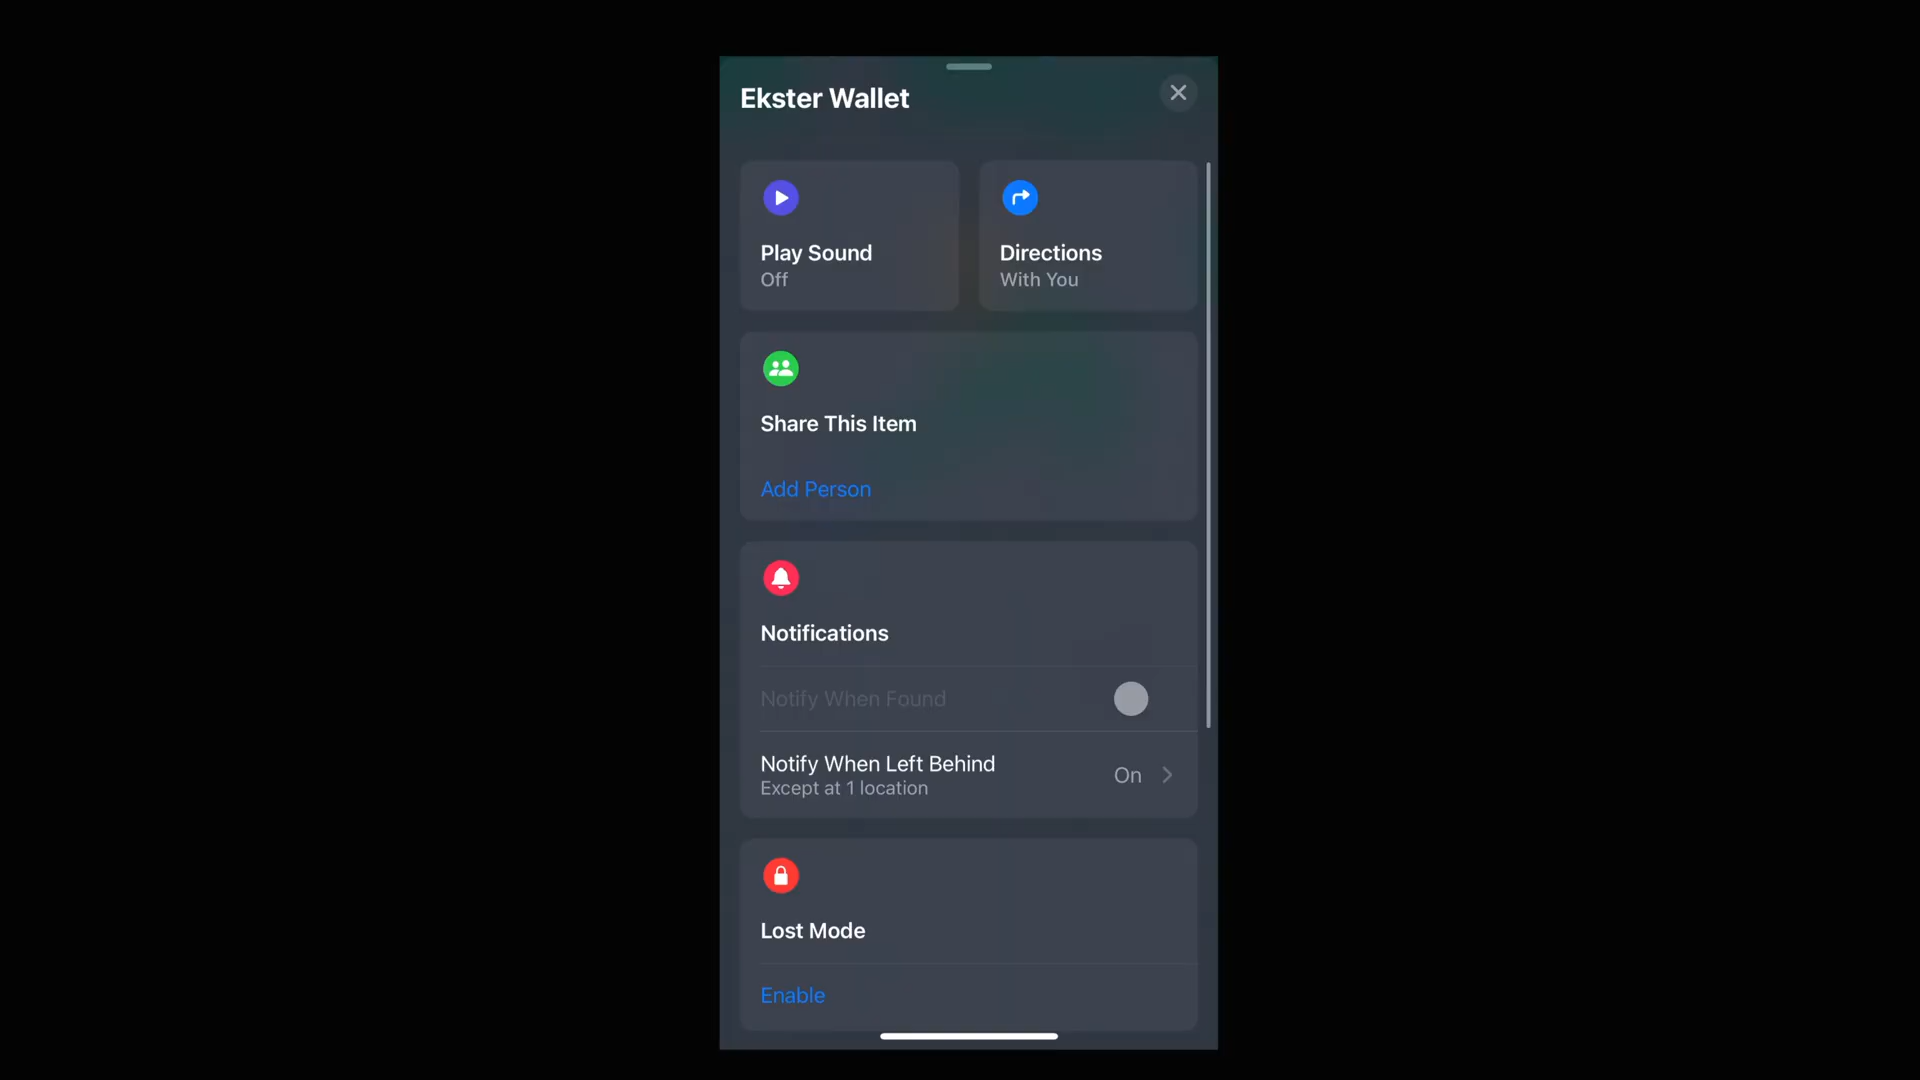 Ekster Wallet
Play Sound
Off
Directions
With You
Share This Item
Add Person
Notifications
Notify When Found
Notify When Left Behind
Except at 1 location
On
Lost Mode
Enable